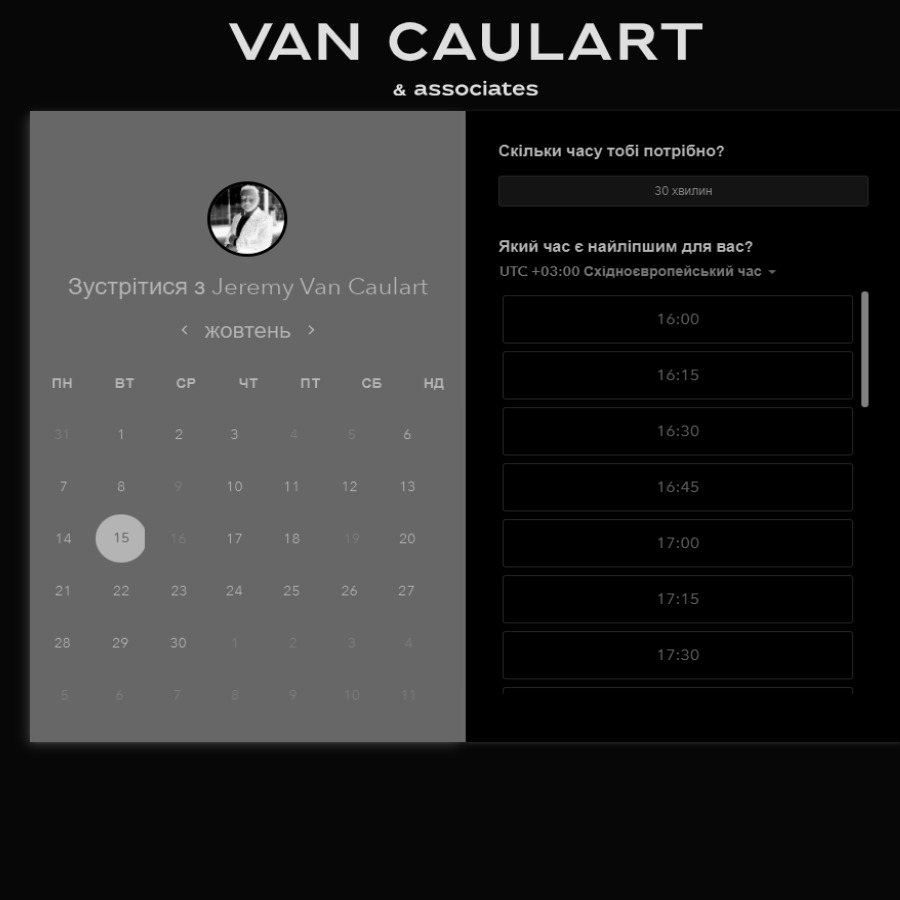 VAN CAULART
& associates
Зустрітися з Jeremy Van Caulart
жовтень
ПН ВТ СР ЧТ ПТ СБ НД
31 1 2 3 4 5 6
7 8 9 10 11 12 13
14 15 16 17 18 19 20
21 22 23 24 25 26 27
28 29 30 1 2 3 4
5 6 7 8 9 10 11
Скільки часу тобі потрібно?
30 хвилин
Який час є найліпшим для вас?
UTC +03:00 Східноєвропейський час
16:00
16:15
16:30
16:45
17:00
17:15
17:30